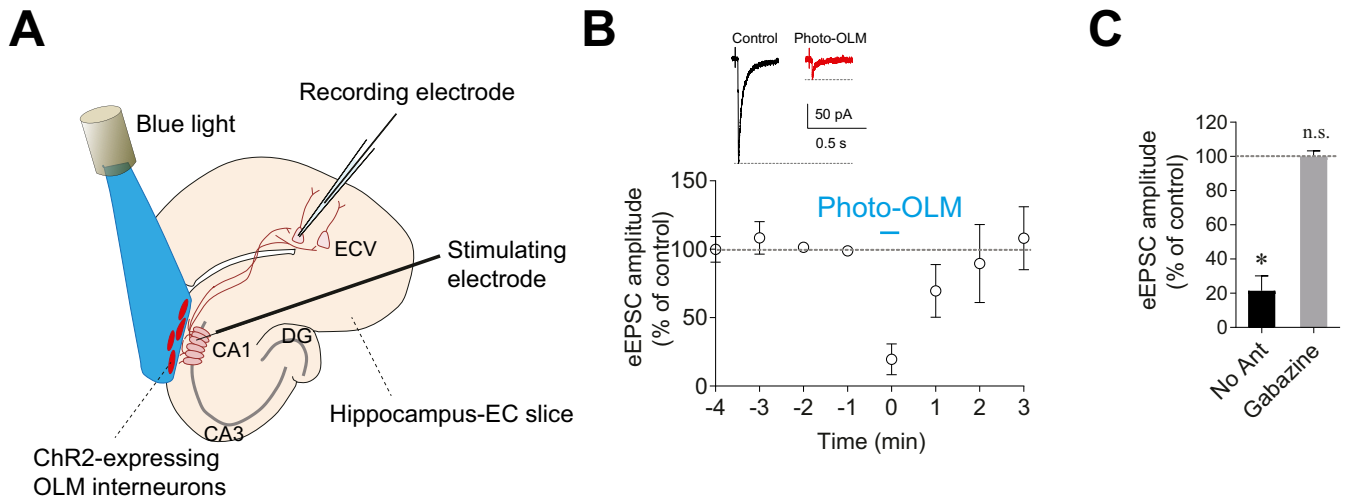 A
Blue light
Recording electrode
ECV
Stimulating
electrode
CA1
DG
CA3
Hippocampus-EC slice
ChR2-expressing
OLM interneurons
B
Control
Photo-OLM
50 pA
0.5 s
eEPSC amplitude
(% of control)
150
100
50
0
Photo-OLM
-4 -3 -2 -1 0 1 2 3
Time (min)
C
eEPSC amplitude
(% of control)
120
100
80
60
40
20
0
*
n.s.
No Ant
Gabazine